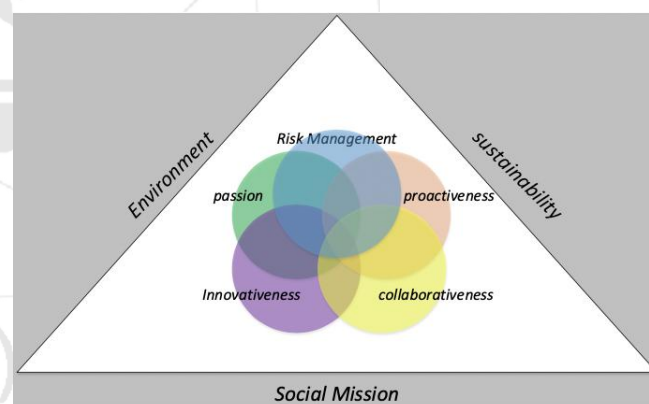 Risk Management
Environment
sustainability
passion
proactiveness
Innovativeness
collaborativeness
Social Mission